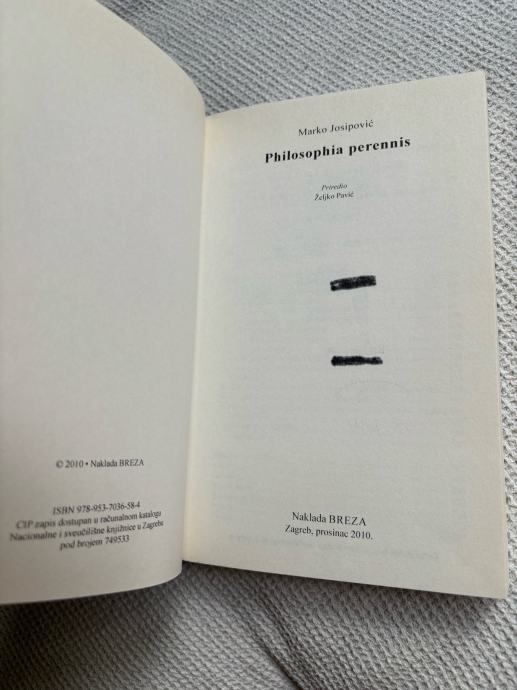 © 2010 • Naklada BREZA
ISBN 978-953-7036-58-4
CIP zapis dostupan u računalnom katalogu
Nacionalne i sveučilišne knjižnice u Zagrebu
pod brojem 749533
Marko Josipović
Philosophia perennis
Priredio
Željko Pavić
Naklada BREZA
Zagreb, prosinac 2010.